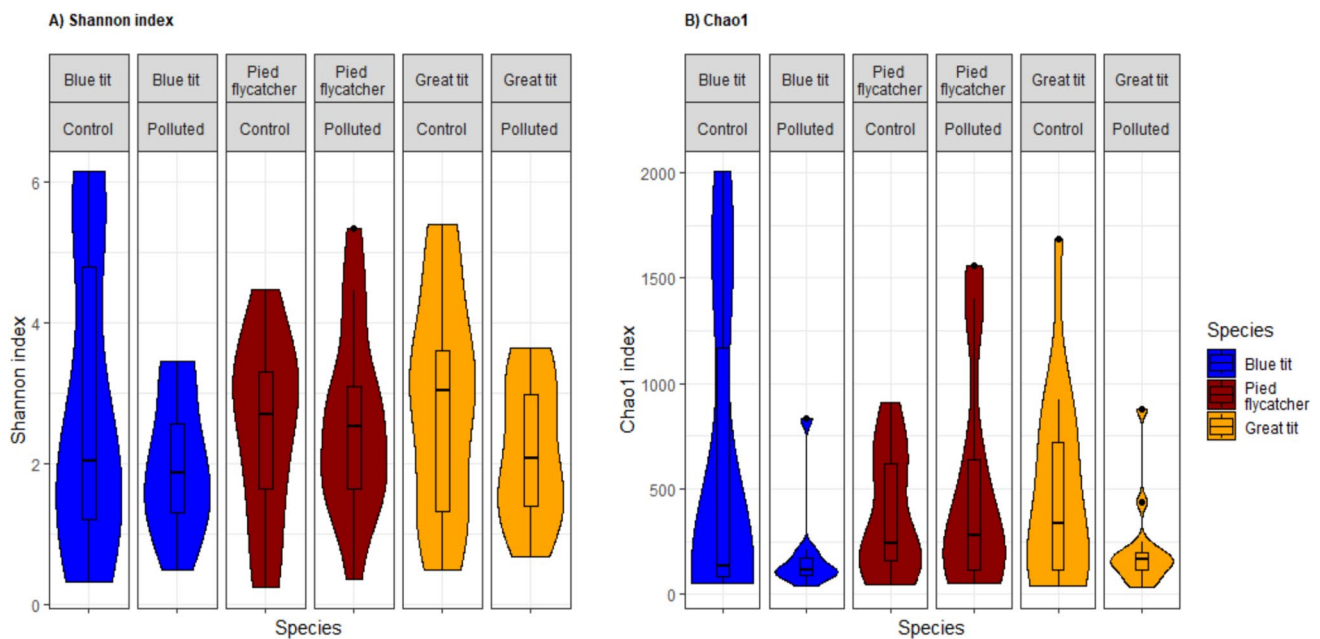 A) Shannon index
Blue tit
Blue tit
Pied
flycatcher
Pied
flycatcher
Great tit
Great tit
Control
Polluted
Control
Polluted
Control
Polluted
6
4
2
0
Shannon index
Species
B) Chao1
Blue tit
Blue tit
Pied
flycatcher
Pied
flycatcher
Great tit
Great tit
Control
Polluted
Control
Polluted
Control
Polluted
2000
1500
1000
500
0
Chao1 index
Species
Species
Blue tit
Pied
flycatcher
Great tit